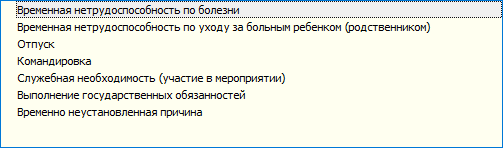 Временная нетрудоспособность по болезни
Временная нетрудоспособность по уходу за больным ребенком (родственником)
Отпуск
Командировка
Служебная необходимость (участие в мероприятии)
Выполнение государственных обязанностей
Временно неустановленная причина